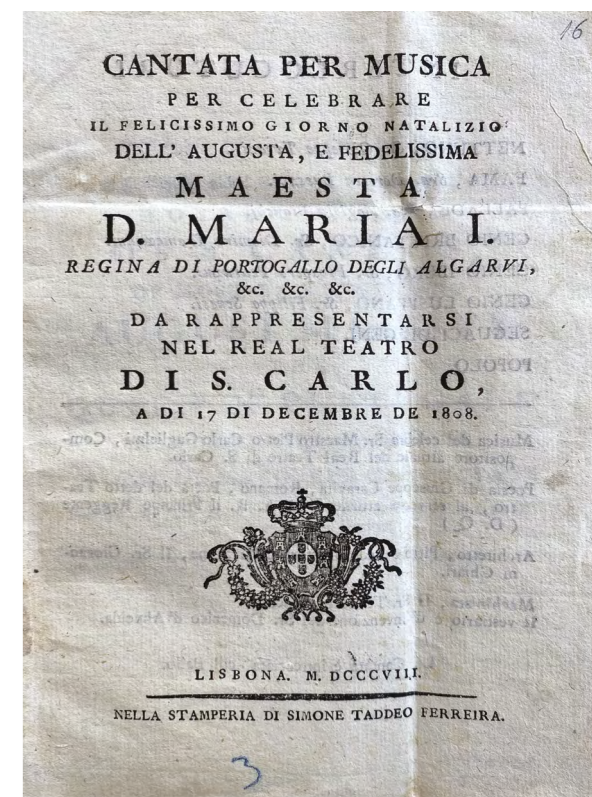 16
CANTATA PER MUSICA
PER CELEBRARE
IL FELICISSIMO GIORNO NATALIZIO
DELL' AUGUSTA, E FEDELISSIMA
MAESTA
D. MARIA I.
REGINA DI PORTOGALLO DEGLI ALGARVI,
&c. &c. &c.
DA RAPPRESENTARSI
NEL REAL TEATRO
DI S. CARLO,
A DI 17 DI DECEMBRE DE 1808.
LISBONA. M. DCCCVIII.
NELLA STAMPERIA DI SIMONE TADDEO FERREIRA.
3